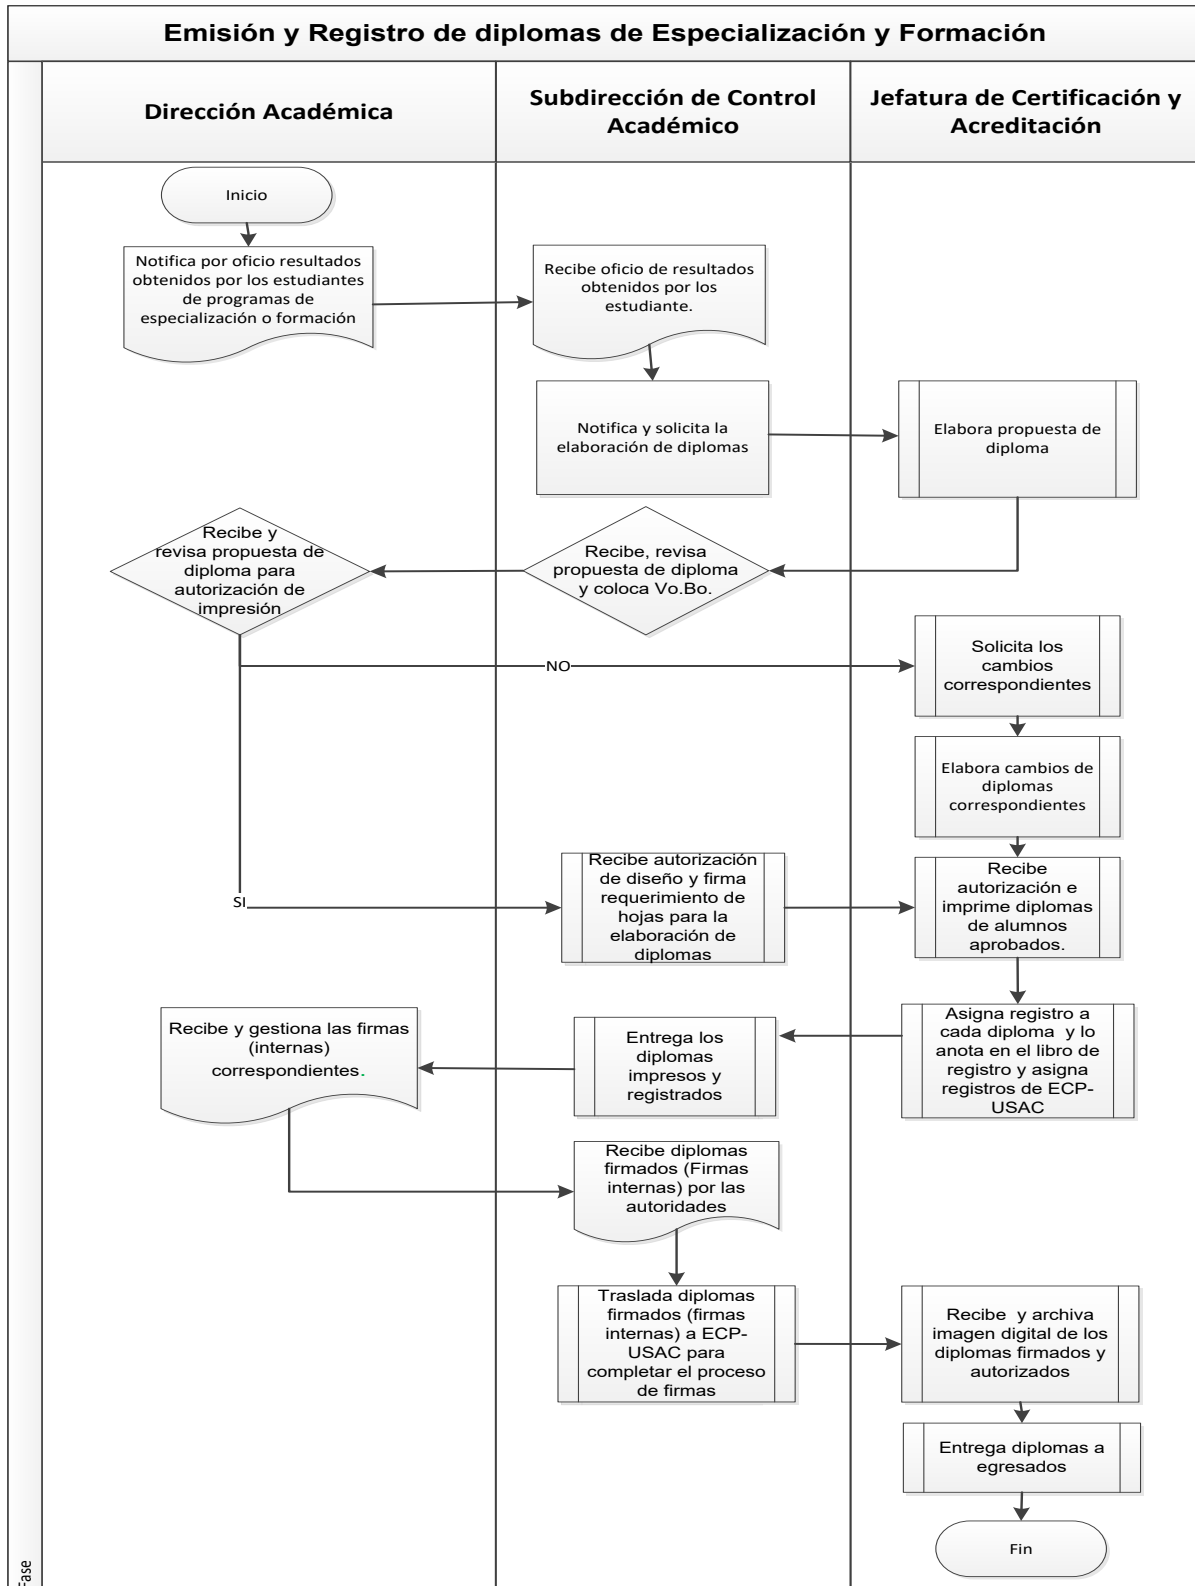 Emisión y Registro de diplomas de Especialización y Formación
Dirección Académica
Subdirección de Control
Académico
Jefatura de Certificación y
Acreditación
Inicio
Notifica por oficio resultados
obtenidos por los estudiantes
de programas de
especialización o formación
Recibe oficio de resultados
obtenidos por los
estudiante.
Notifica y solicita la
elaboración de diplomas
Elabora propuesta de
diploma
Recibe, revisa
propuesta de diploma
y coloca Vo.Bo.
Recibe y
revisa propuesta de
diploma para
autorización de
impresión
NO
Solicita los
cambios
correspondientes
Elabora cambios de
diplomas
correspondientes
SI
Recibe autorización
de diseño y firma
requerimiento de
hojas para la
elaboración de
diplomas
Recibe
autorización e
imprime diplomas
de alumnos
aprobados.
Asigna registro a
cada diploma y lo
anota en el libro de
registro y asigna
registros de ECP-
USAC
Entrega los
diplomas
impresos y
registrados
Recibe y gestiona las firmas
(internas)
correspondientes.
Recibe diplomas
firmados (Firmas
internas) por las
autoridades
Traslada diplomas
firmados (firmas
internas) a ECP-
USAC para
completar el proceso
de firmas
Recibe y archiva
imagen digital de los
diplomas firmados y
autorizados
Entrega diplomas a
egresados
Fin
Fase